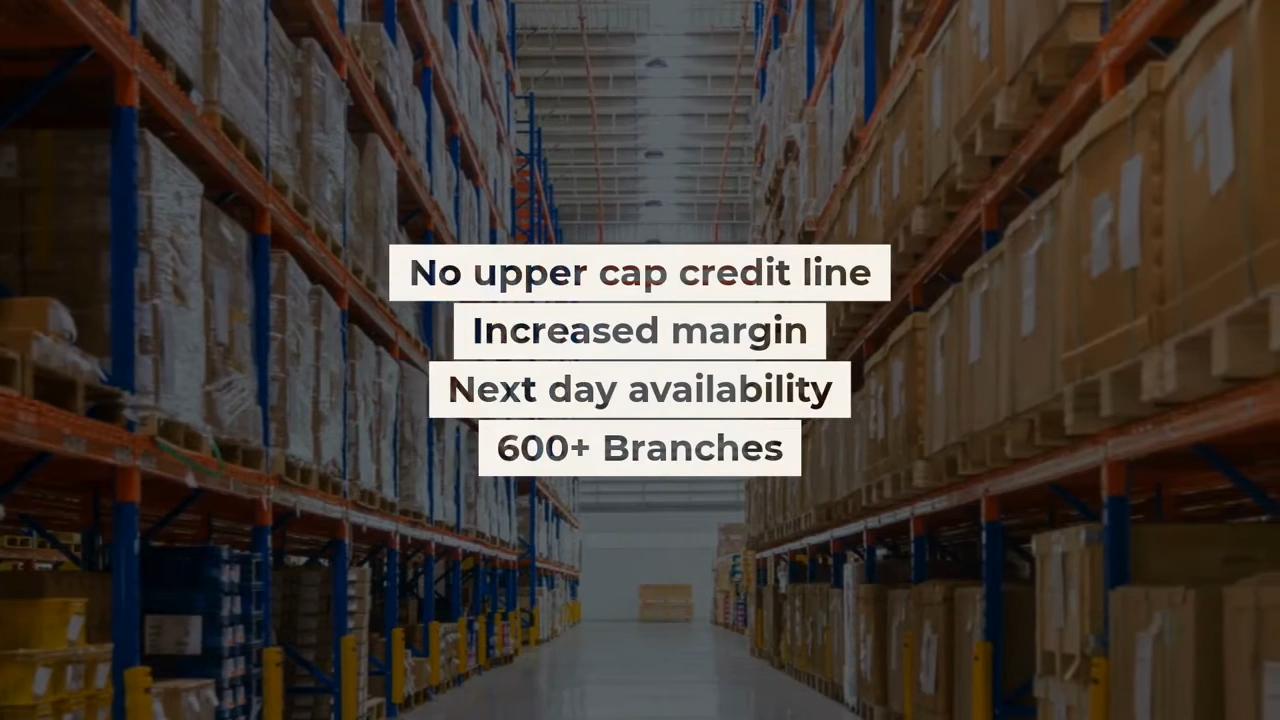 No upper cap credit line
Increased margin
Next day availability
600+ Branches